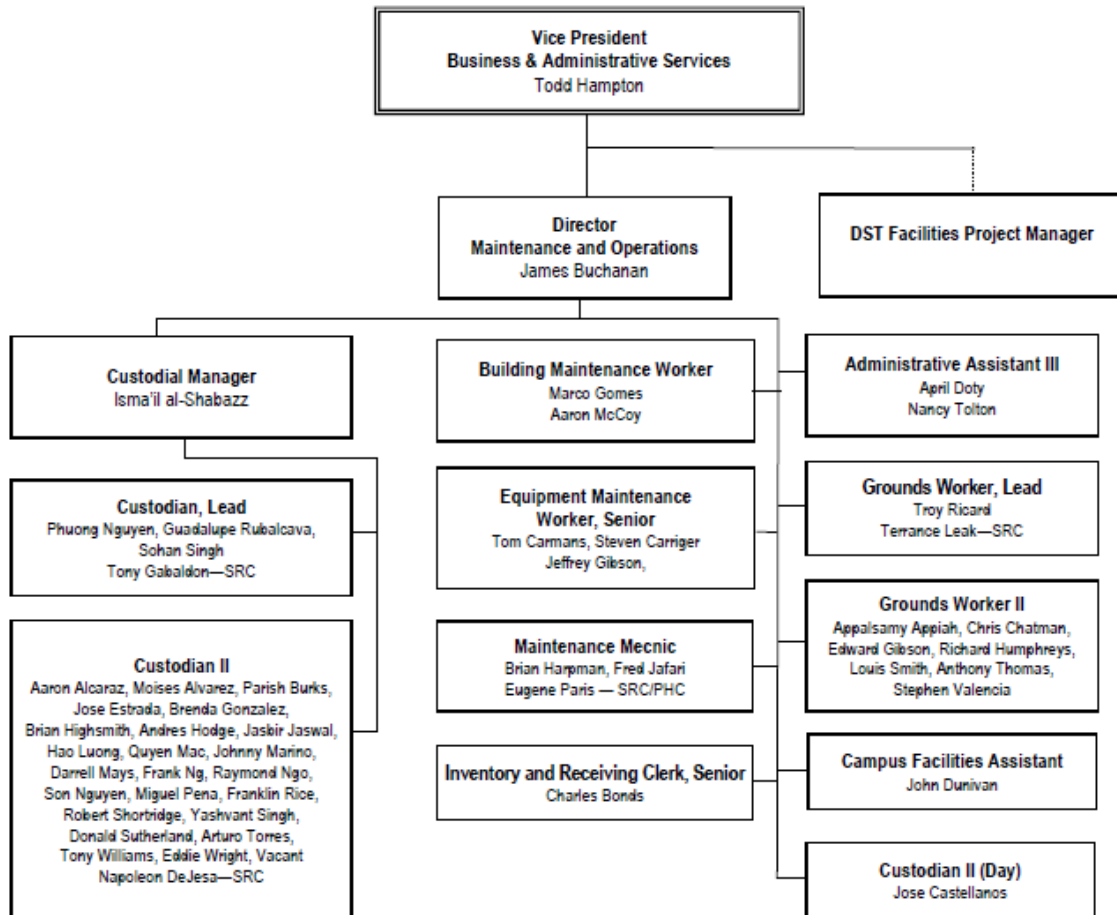 Vice President
Business & Administrative Services
Todd Hampton
Director
Maintenance and Operations
James Buchanan
DST Facilities Project Manager
Custodial Manager
Isma'il al-Shabazz
Custodian, Lead
Phuong Nguyen, Guadalupe Rubalcava,
Sohan Singh
Tony Gabaldon—SRC
Custodian II
Aaron Alcaraz, Moises Alvarez, Parish Burks,
Jose Estrada, Brenda Gonzalez,
Brian Highsmith, Andres Hodge, Jasbir Jaswal,
Hao Luong, Quyen Mac, Johnny Marino,
Darrell Mays, Frank Ng, Raymond Ngo,
Son Nguyen, Miguel Pena, Franklin Rice,
Robert Shortridge, Yashvant Singh,
Donald Sutherland, Arturo Torres,
Tony Williams, Eddie Wright, Vacant
Napoleon DeJesa—SRC
Building Maintenance Worker
Marco Gomes
Aaron McCoy
Equipment Maintenance
Worker, Senior
Tom Carmans, Steven Carriger
Jeffrey Gibson,
Maintenance Mecnic
Brian Harpman, Fred Jafari
Eugene Paris — SRC/PHC
Inventory and Receiving Clerk, Senior
Charles Bonds
Administrative Assistant III
April Doty
Nancy Tolton
Grounds Worker, Lead
Troy Ricard
Terrance Leak—SRC
Grounds Worker II
Appalsamy Appiah, Chris Chatman,
Edward Gibson, Richard Humphreys,
Louis Smith, Anthony Thomas,
Stephen Valencia
Campus Facilities Assistant
John Dunivan
Custodian II (Day)
Jose Castellanos